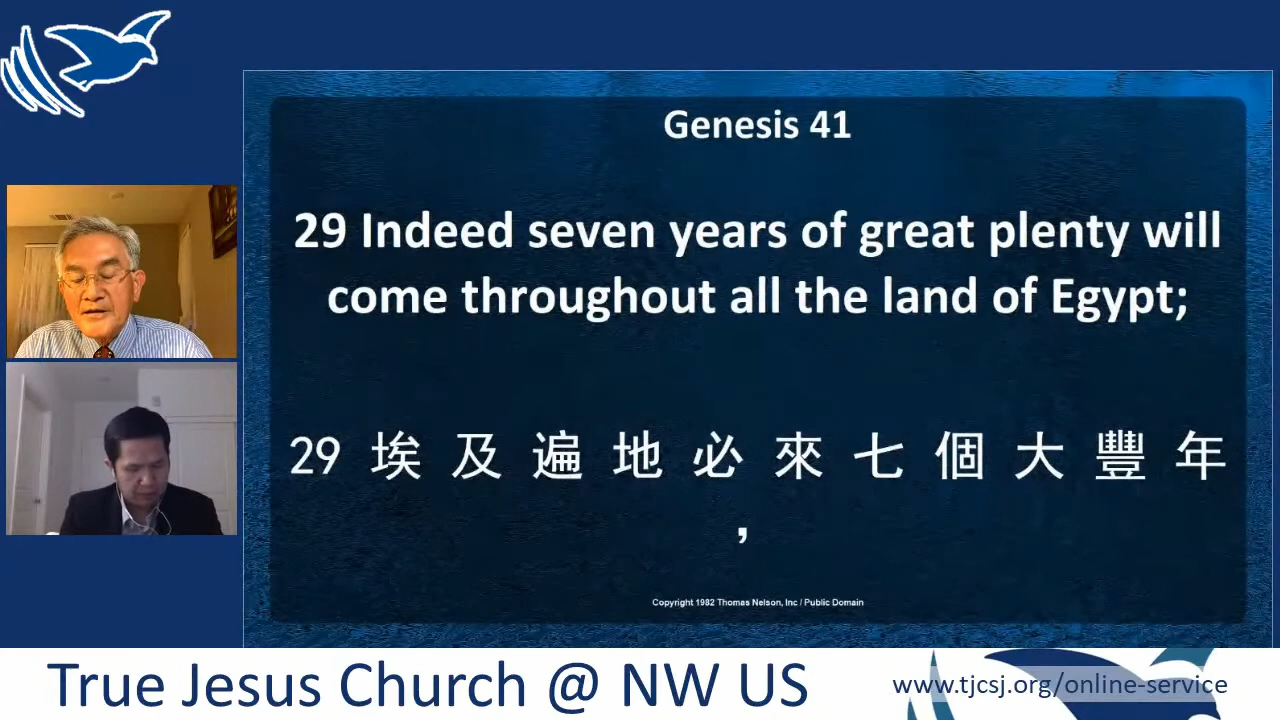 Genesis 41
29 Indeed seven years of great plenty will
come throughout all the land of Egypt;
29 埃及遍地必來七個大豐年
，
Copyright 1982 Thomas Nelson, Inc / Public Domain
True Jesus Church @ NW US
www.tjcsj.org/online-service